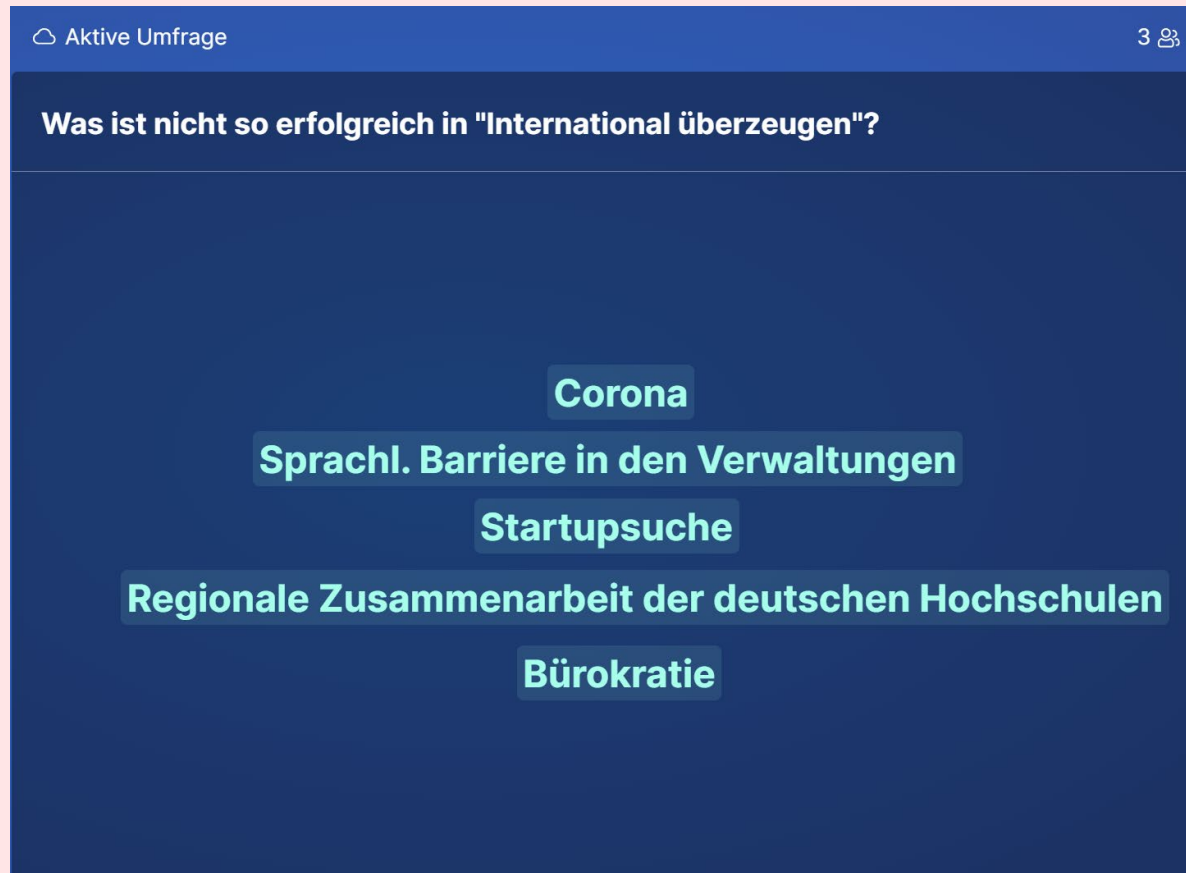 Aktive Umfrage
3
Was ist nicht so erfolgreich in "International überzeugen"?
Corona
Sprachl. Barriere in den Verwaltungen
Startupsuche
Regionale Zusammenarbeit der deutschen Hochschulen
Bürokratie